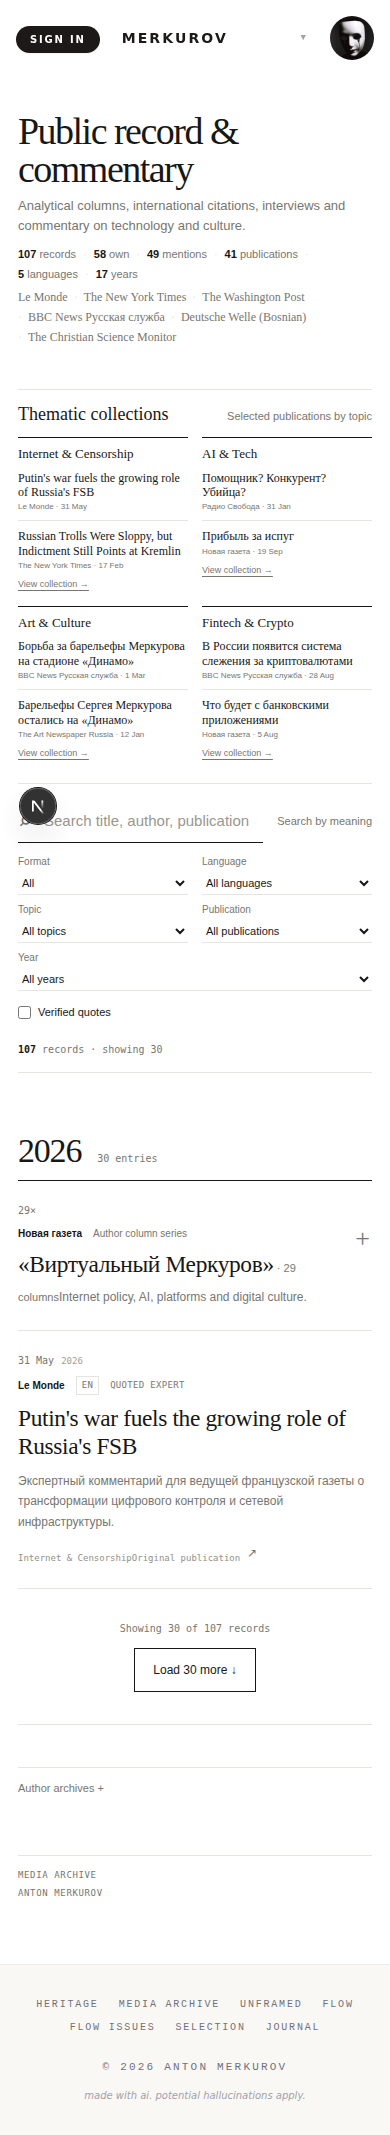 SIGN IN
MERKUROV
▼
Public record &
commentary
Analytical columns, international citations, interviews and
commentary on technology and culture.
107 records · 58 own · 49 mentions · 41 publications ·
5 languages · 17 years
Le Monde · The New York Times · The Washington Post
· BBC News Русская служба · Deutsche Welle (Bosnian)
· The Christian Science Monitor
Thematic collections
Selected publications by topic
Internet & Censorship
Putin's war fuels the growing role
of Russia's FSB
Le Monde · 31 May
Russian Trolls Were Sloppy, but
Indictment Still Points at Kremlin
The New York Times · 17 Feb
View collection →
AI & Tech
Помощник? Конкурент?
Убийца?
Радио Свобода · 31 Jan
Прибыль за испуг
Новая газета · 19 Sep
View collection →
Art & Culture
Борьба за барельефы Меркурова
на стадионе «Динамо»
BBC News Русская служба · 1 Mar
Барельефы Сергея Меркурова
остались на «Динамо»
The Art Newspaper Russia · 12 Jan
View collection →
Fintech & Crypto
В России появится система
слежения за криптовалютами
BBC News Русская служба · 28 Aug
Что будет с банковскими
приложениями
Новая газета · 5 Aug
View collection →
N
Search title, author, publication
Search by meaning
Format
All
Language
All languages
Topic
All topics
Publication
All publications
Year
All years
Verified quotes
107 records · showing 30
2026 30 entries
29×
Новая газета Author column series
+
«Виртуальный Меркуров» · 29
columnsInternet policy, AI, platforms and digital culture.
31 May 2026
Le Monde EN QUOTED EXPERT
Putin's war fuels the growing role of
Russia's FSB
Экспертный комментарий для ведущей французской газеты о
трансформации цифрового контроля и сетевой
инфраструктуры.
Internet & CensorshipOriginal publication ↗
Showing 30 of 107 records
Load 30 more ↓
Author archives +
MEDIA ARCHIVE
ANTON MERKUROV
HERITAGE MEDIA ARCHIVE UNFRAMED FLOW
FLOW ISSUES SELECTION JOURNAL
© 2026 ANTON MERKUROV
made with ai. potential hallucinations apply.